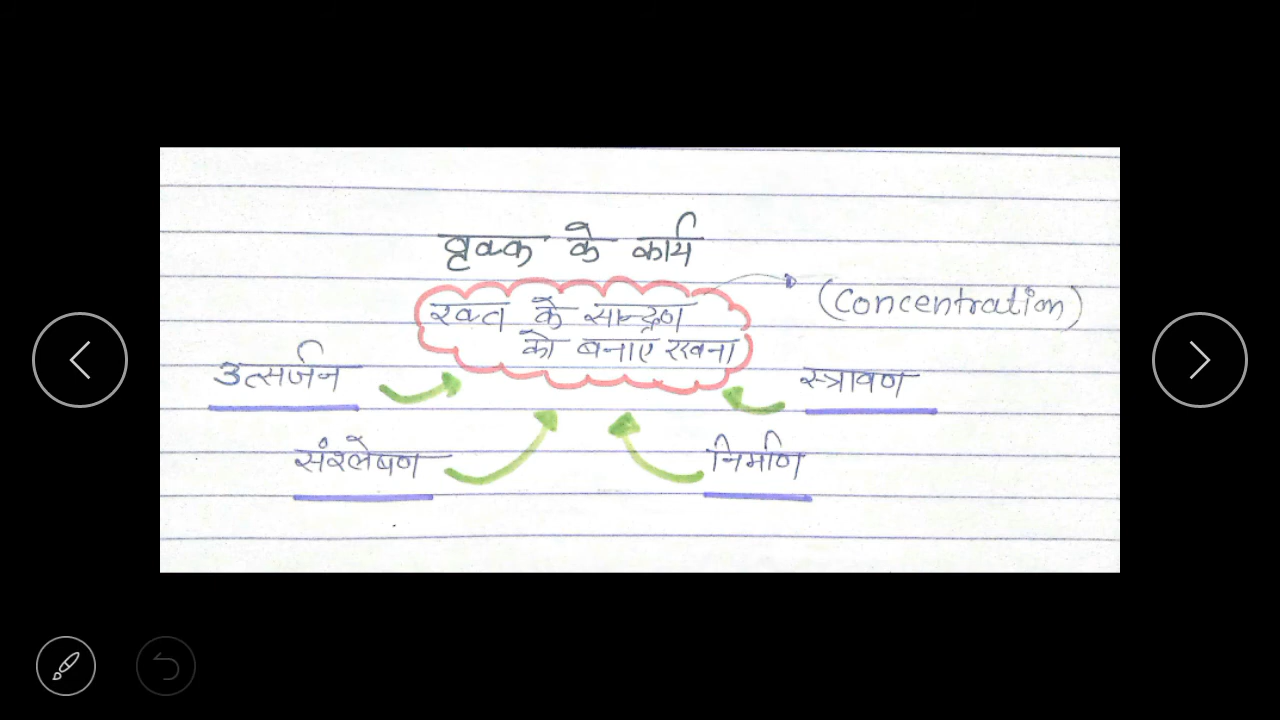 वृक्क के कार्य
(Concentration)
रक्त के सान्द्रण
को बनाए रखना
उत्सर्जन
स्त्रावण
संश्लेषण
निर्माण